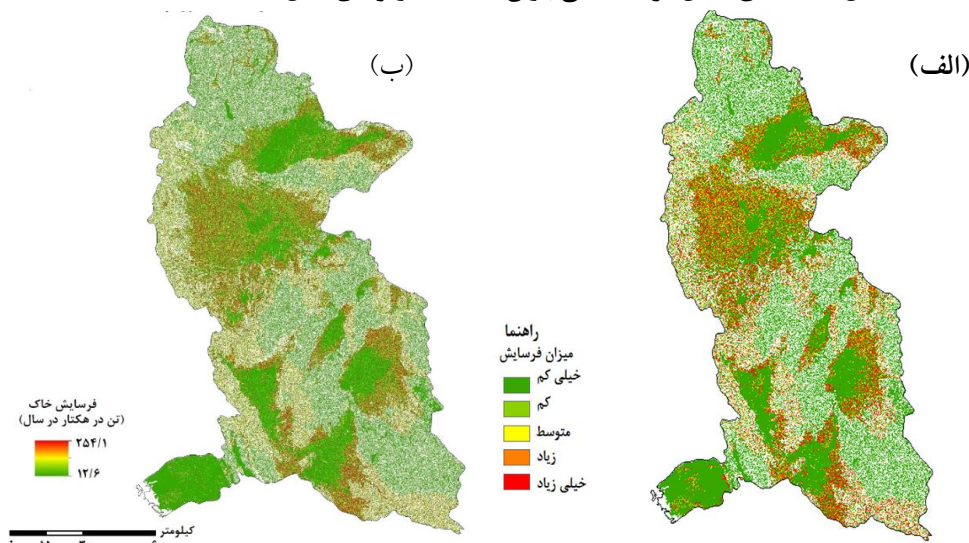 (الف)
(ب)
راهنما
میزان فرسایش
خیلی کم
کم
متوسط
زیاد
خیلی زیاد
فرسایش خاک
(تن در هکتار در سال)
۲۵۴/۱
۱۲/۶
کیلومتر